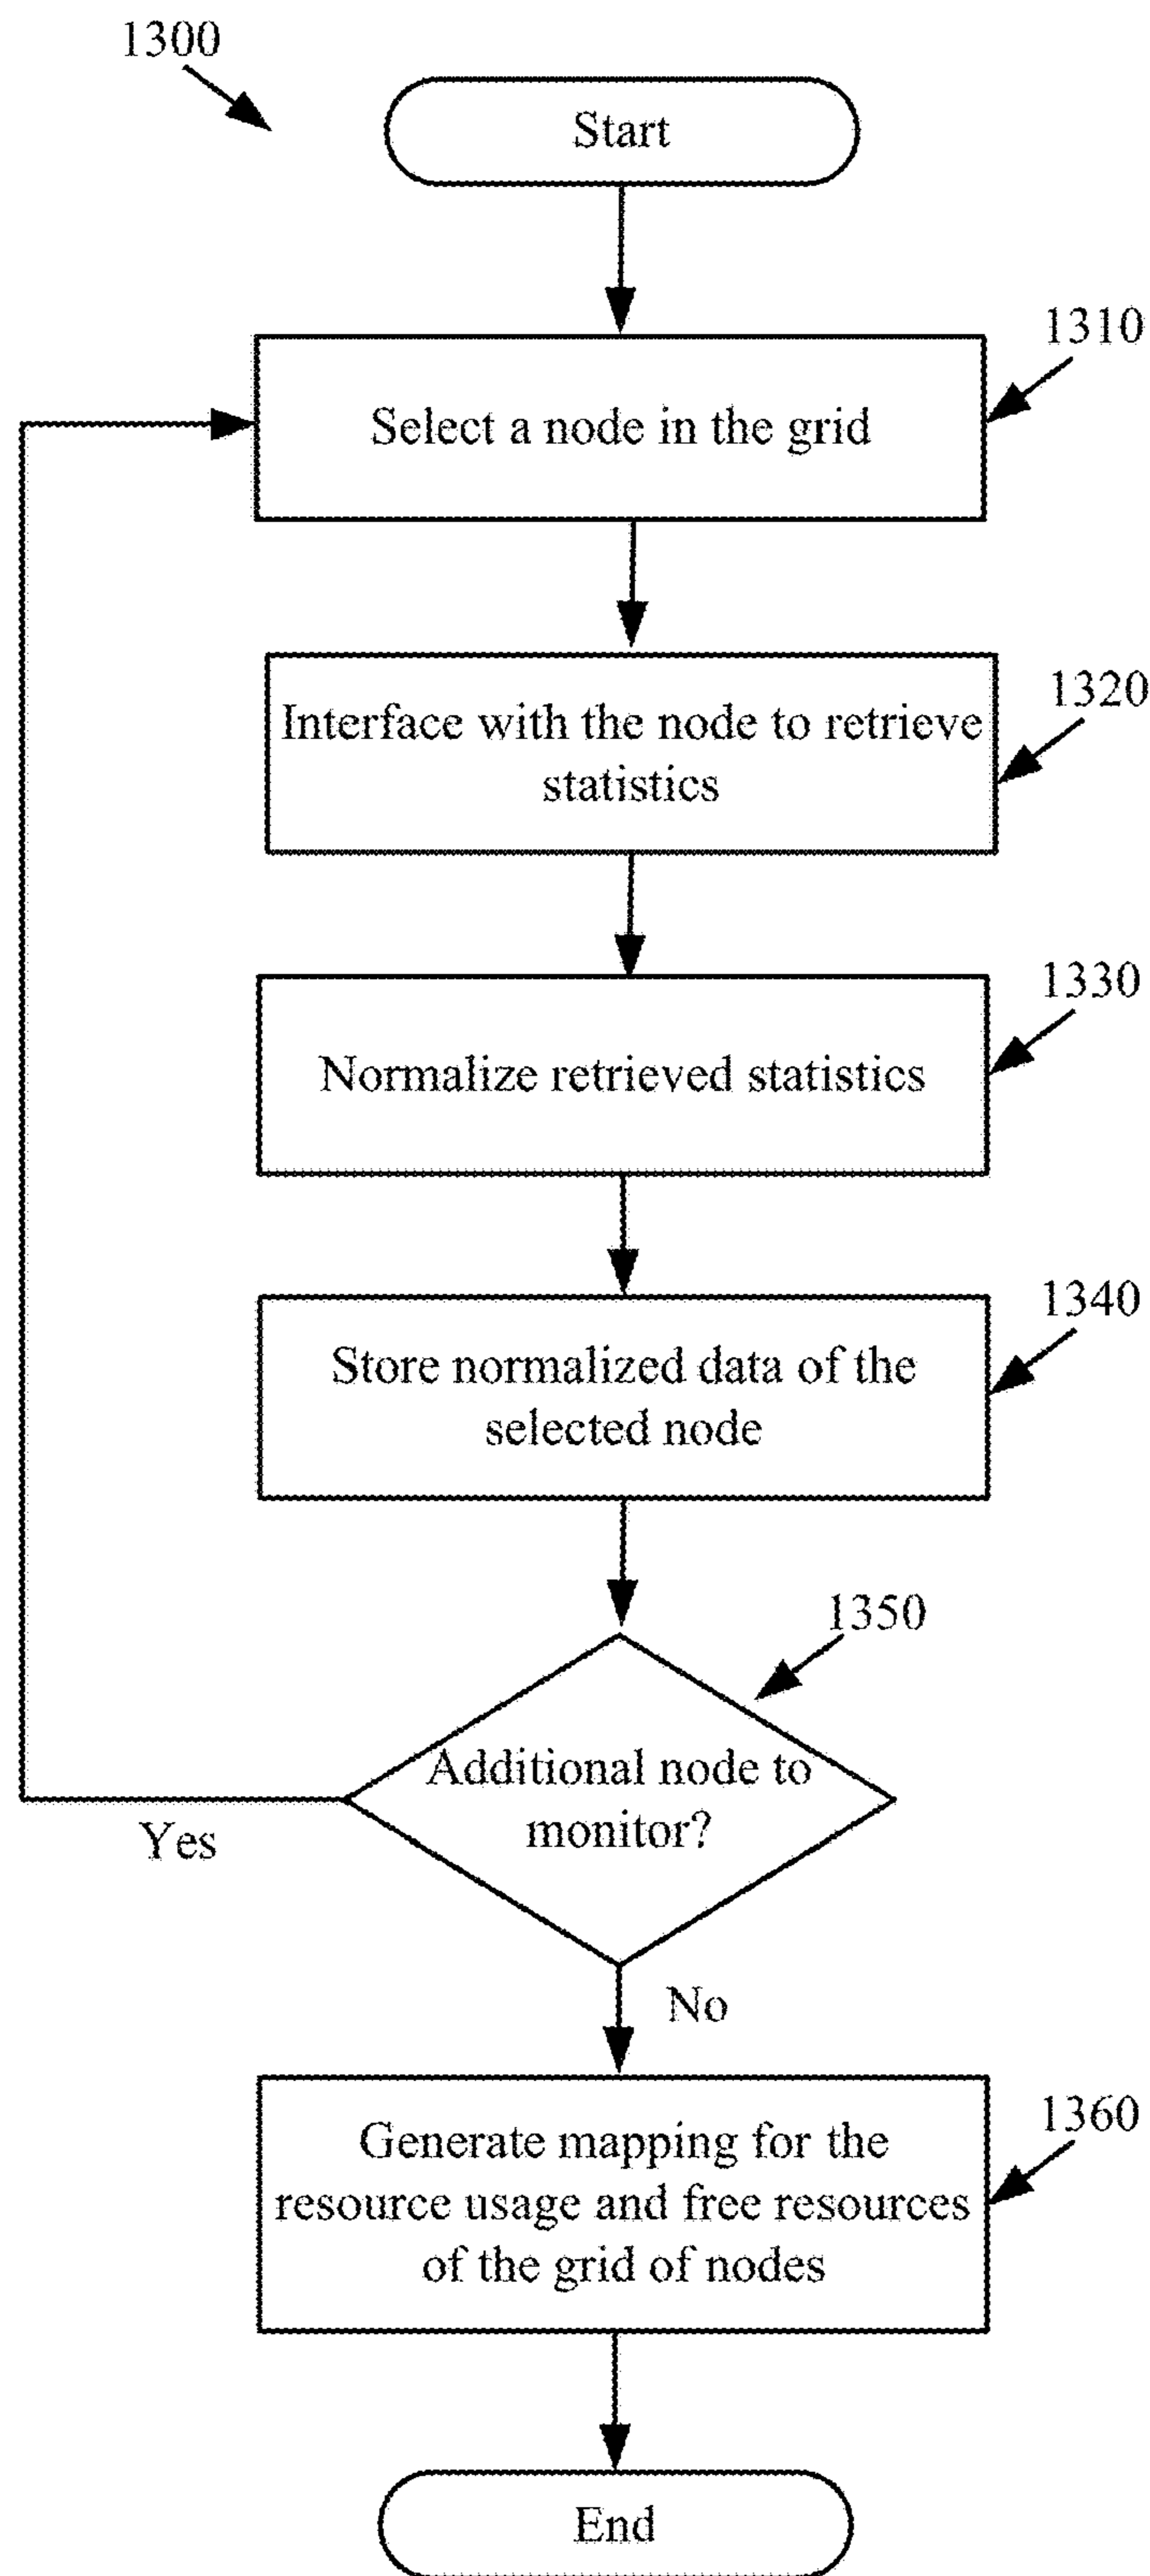 1300
Start
1310
Select a node in the grid
1320
Interface with the node to retrieve
statistics
1330
Normalize retrieved statistics
1340
Store normalized data of the
selected node
1350
Additional node to
monitor?
Yes
No
1360
Generate mapping for the
resource usage and free resources
of the grid of nodes
End